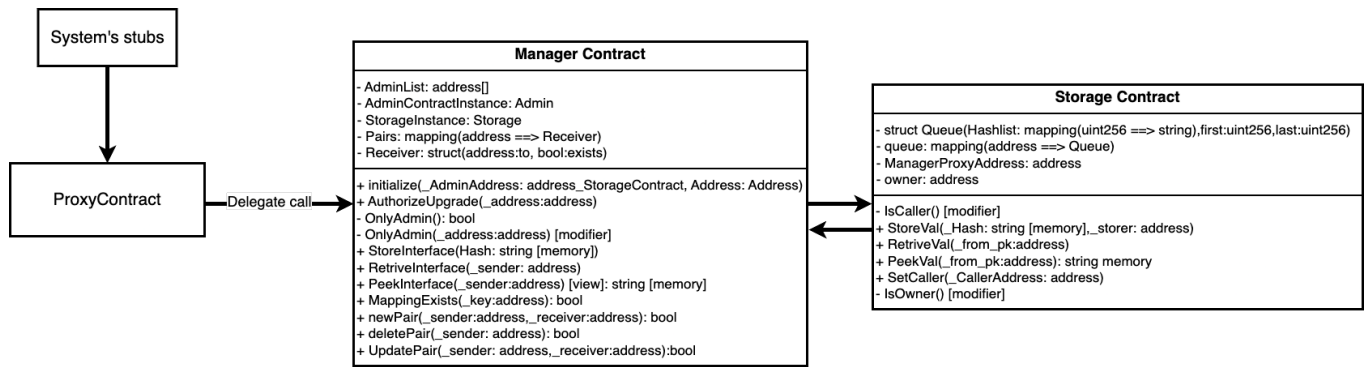 System's stubs
ProxyContract
Delegate call
Manager Contract
- AdminList: address[]
- AdminContractInstance: Admin
- StorageInstance: Storage
- Pairs: mapping(address ==> Receiver)
- Receiver: struct(address:to, bool:exists)
+ initialize(_AdminAddress: address_StorageContract, Address: Address)
+ AuthorizeUpgrade(_address:address)
- OnlyAdmin(): bool
- OnlyAdmin(_address:address) [modifier]
+ StoreInterface(Hash: string [memory])
+ RetriveInterface(_sender: address)
+ PeekInterface(_sender:address) [view]: string [memory]
+ MappingExists(_key:address): bool
+ newPair(_sender:address,_receiver:address): bool
+ deletePair(_sender: address): bool
+ UpdatePair(_sender: address,_receiver:address):bool
Storage Contract
- struct Queue(Hashlist: mapping(uint256 ==> string),first:uint256,last:uint256)
- queue: mapping(address ==> Queue)
- ManagerProxyAddress: address
- owner: address
- IsCaller() [modifier]
+ StoreVal(_Hash: string [memory],_storer: address)
+ RetriveVal(_from_pk:address)
+ PeekVal(_from_pk:address): string memory
+ SetCaller(_CallerAddress: address)
- IsOwner() [modifier]